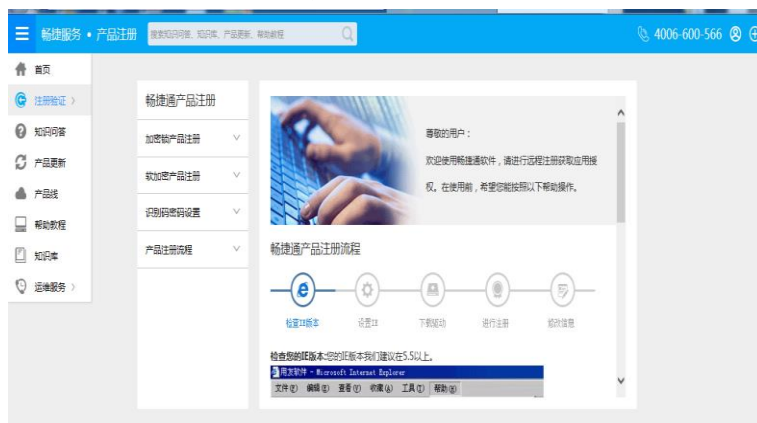 畅捷服务 • 产品注册
搜索知识问答、知识库、产品更新、帮助教程
4006-600-566
首页
注册验证
知识问答
产品更新
产品线
帮助教程
知识库
运维服务
畅捷通产品注册
加密锁产品注册
软加密产品注册
识别码密码设置
产品注册流程
尊敬的用户：
欢迎使用畅捷通软件，请进行远程注册获取应用授
权。在使用前，希望您能按照以下帮助操作。
畅捷通产品注册流程
检查IE版本
设置IE
下载驱动
进行注册
修改信息
检查您的IE版本:您的IE版本我们建议在5.5以上。
用友软件 - Microsoft Internet Explorer
文件(F) 编辑(E) 查看(V) 收藏(A) 工具(T) 帮助(H)